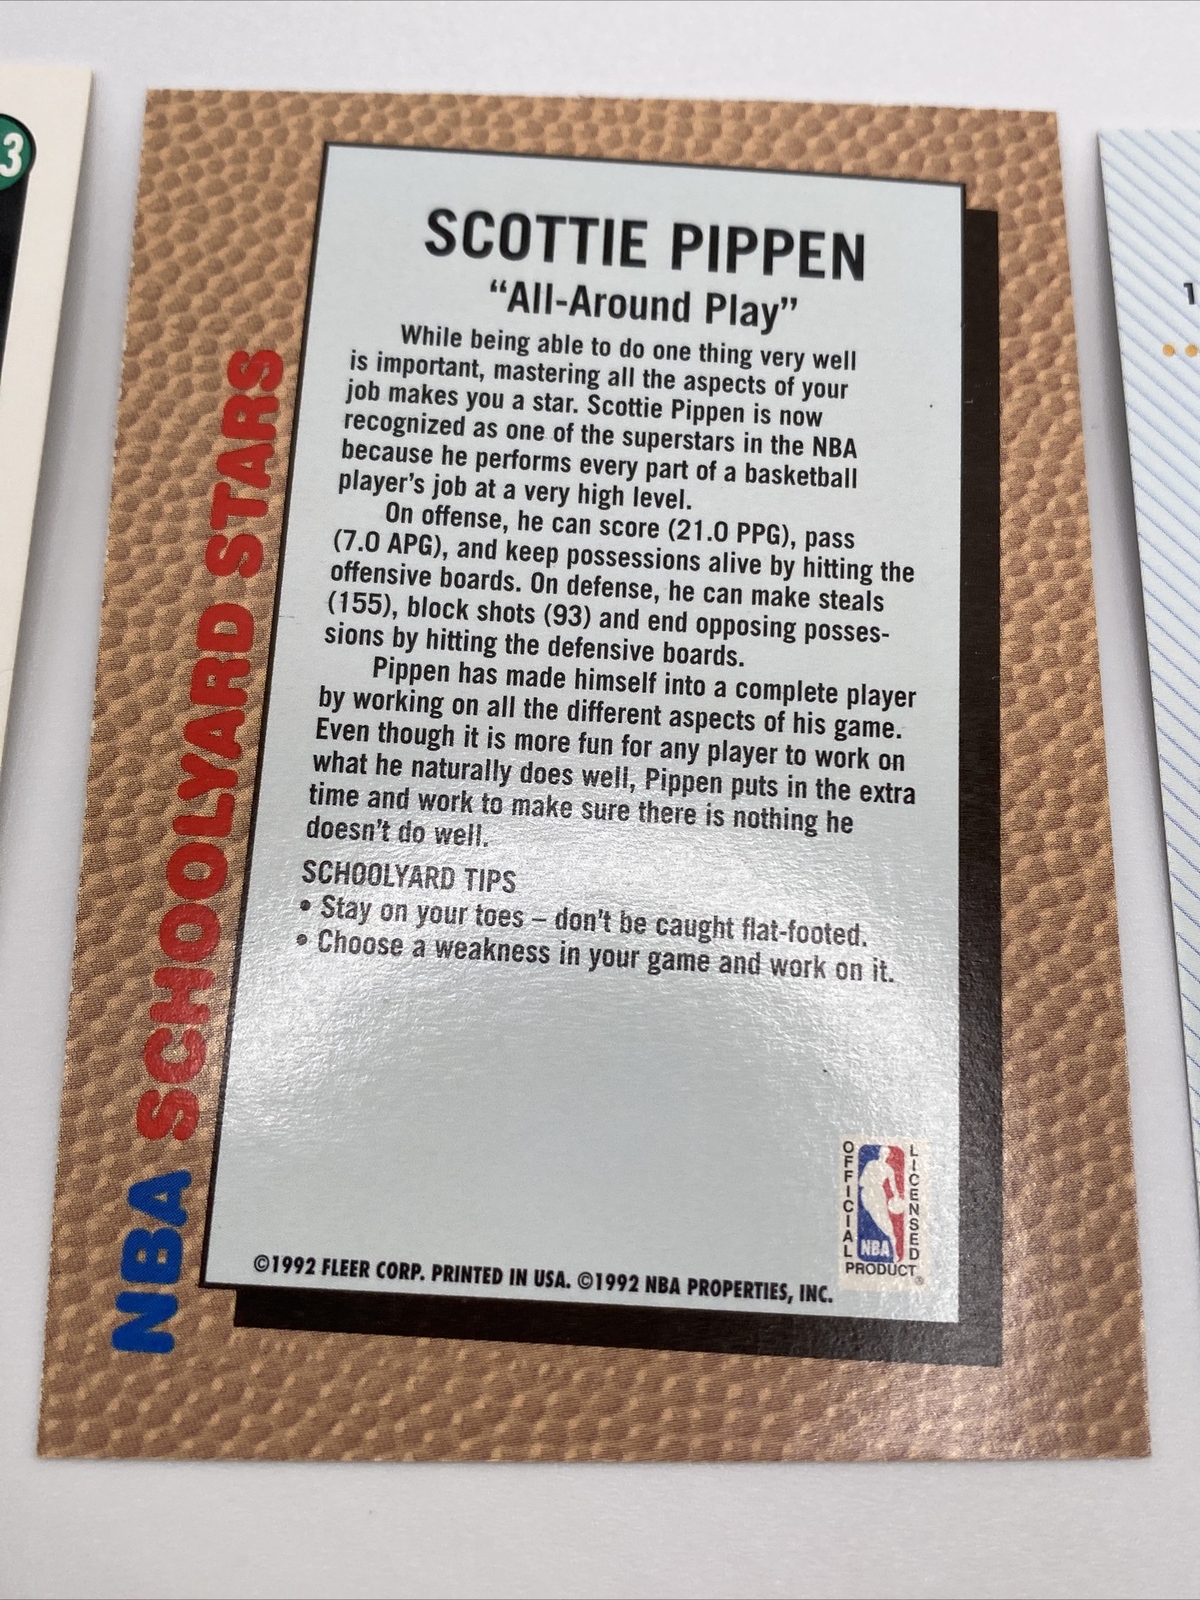 3
SCOTTIE PIPPEN
“All-Around Play”
While being able to do one thing very well
is important, mastering all the aspects of your
job makes you a star. Scottie Pippen is now
recognized as one of the superstars in the NBA
because he performs every part of a basketball
player's job at a very high level.
On offense, he can score (21.0 PPG), pass
(7.0 APG), and keep possessions alive by hitting the
offensive boards. On defense, he can make steals
(155), block shots (93) and end opposing posses-
sions by hitting the defensive boards.
Pippen has made himself into a complete player
by working on all the different aspects of his game.
Even though it is more fun for any player to work on
what he naturally does well, Pippen puts in the extra
time and work to make sure there is nothing he
doesn't do well.
SCHOOLYARD TIPS
• Stay on your toes – don't be caught flat-footed.
• Choose a weakness in your game and work on it.
NBA SCHOOLYARD STARS
OFFICIAL
LICENSED
NBA
PRODUCT®
©1992 FLEER CORP. PRINTED IN USA. ©1992 NBA PROPERTIES, INC.
1